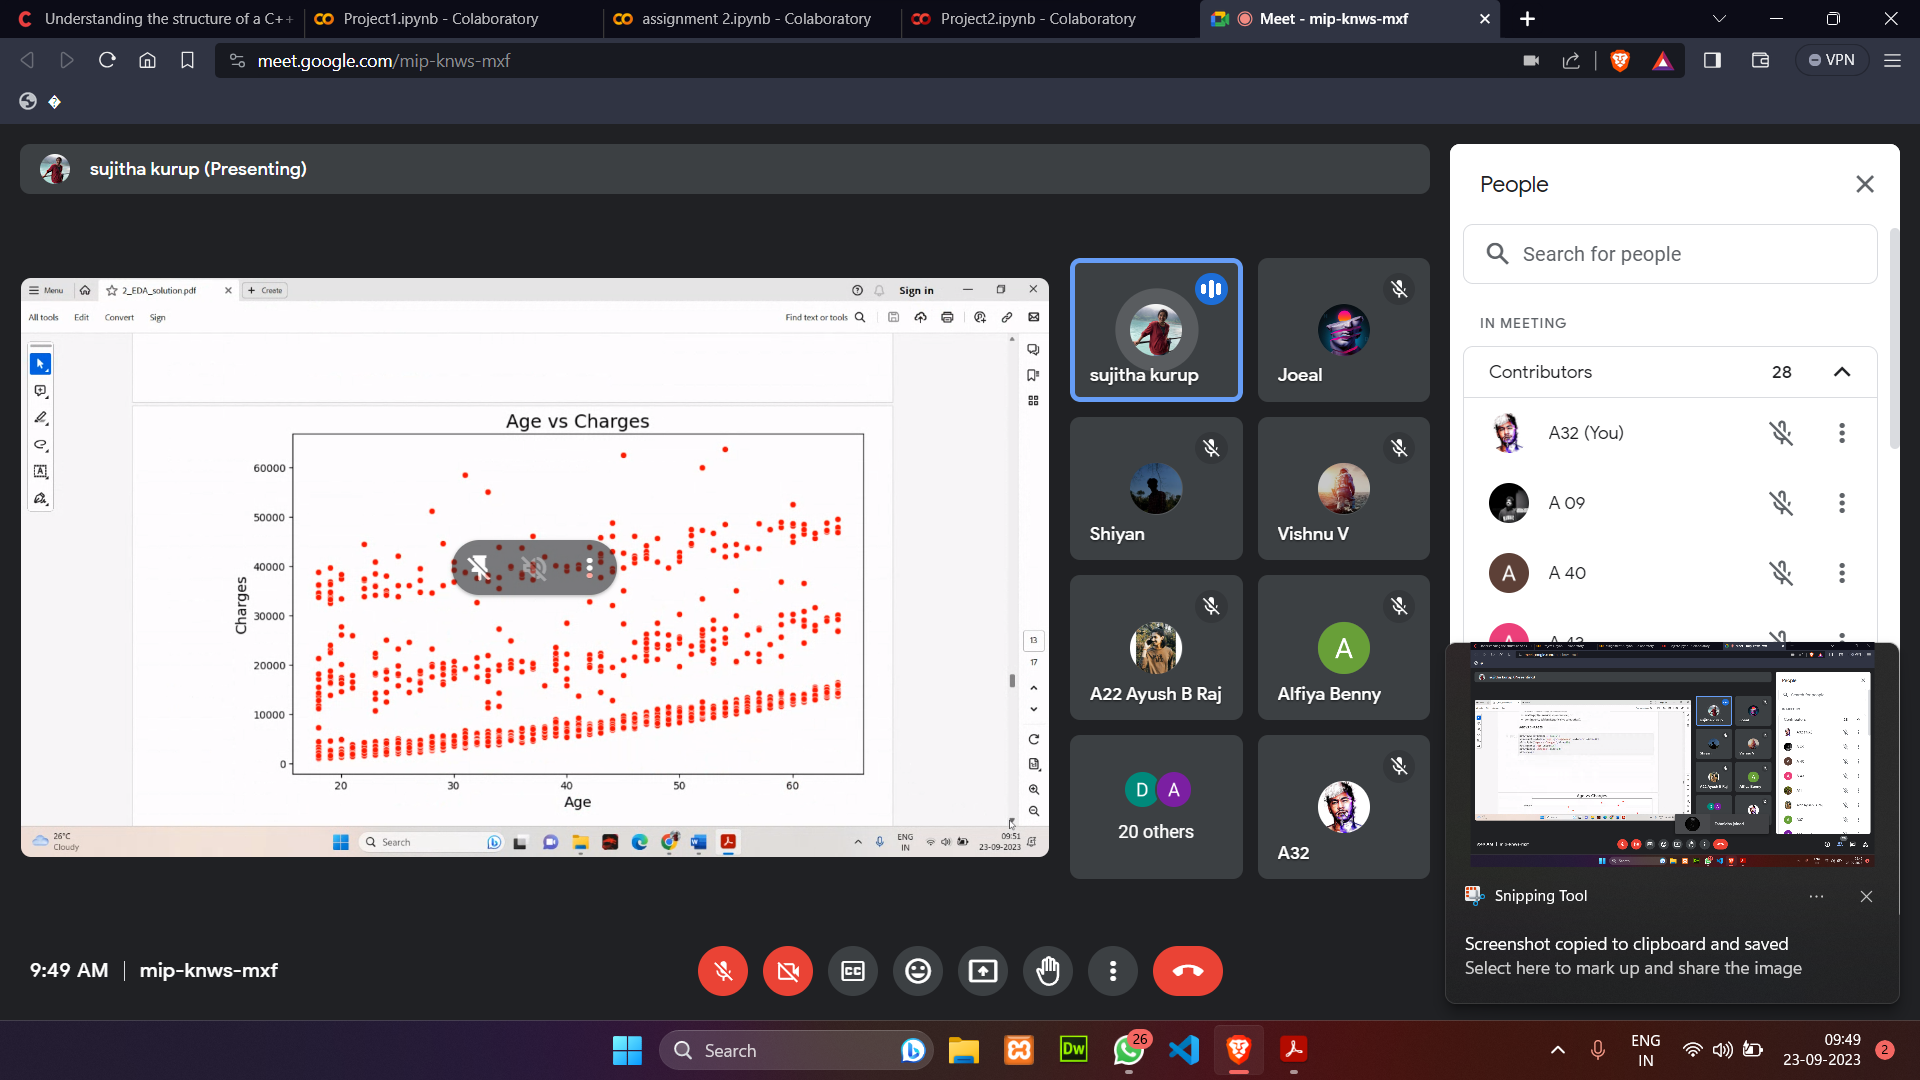 Understanding the structure of a C++
Project1.ipynb - Colaboratory
assignment 2.ipynb - Colaboratory
Project2.ipynb - Colaboratory
Meet - mip-knws-mxf
meet.google.com/mip-knws-mxf
VPN
sujitha kurup (Presenting)
Menu
2_EDA_solution.pdf
Create
Sign in
All tools
Edit
Convert
Sign
Find text or tools
Age vs Charges
Charges
60000
50000
40000
30000
20000
10000
0
20
30
40
50
60
Age
13
17
26°C
Cloudy
Search
ENG
IN
09:51
23-09-2023
sujitha kurup
Joeal
Shiyan
Vishnu V
A22 Ayush B Raj
A
Alfiya Benny
D
A
20 others
A32
People
Search for people
IN MEETING
Contributors
28
A32 (You)
A 09
A
A 40
Snipping Tool
Screenshot copied to clipboard and saved
Select here to mark up and share the image
9:49 AM
mip-knws-mxf
CC
Search
Dw
26
ENG
IN
09:49
23-09-2023
2